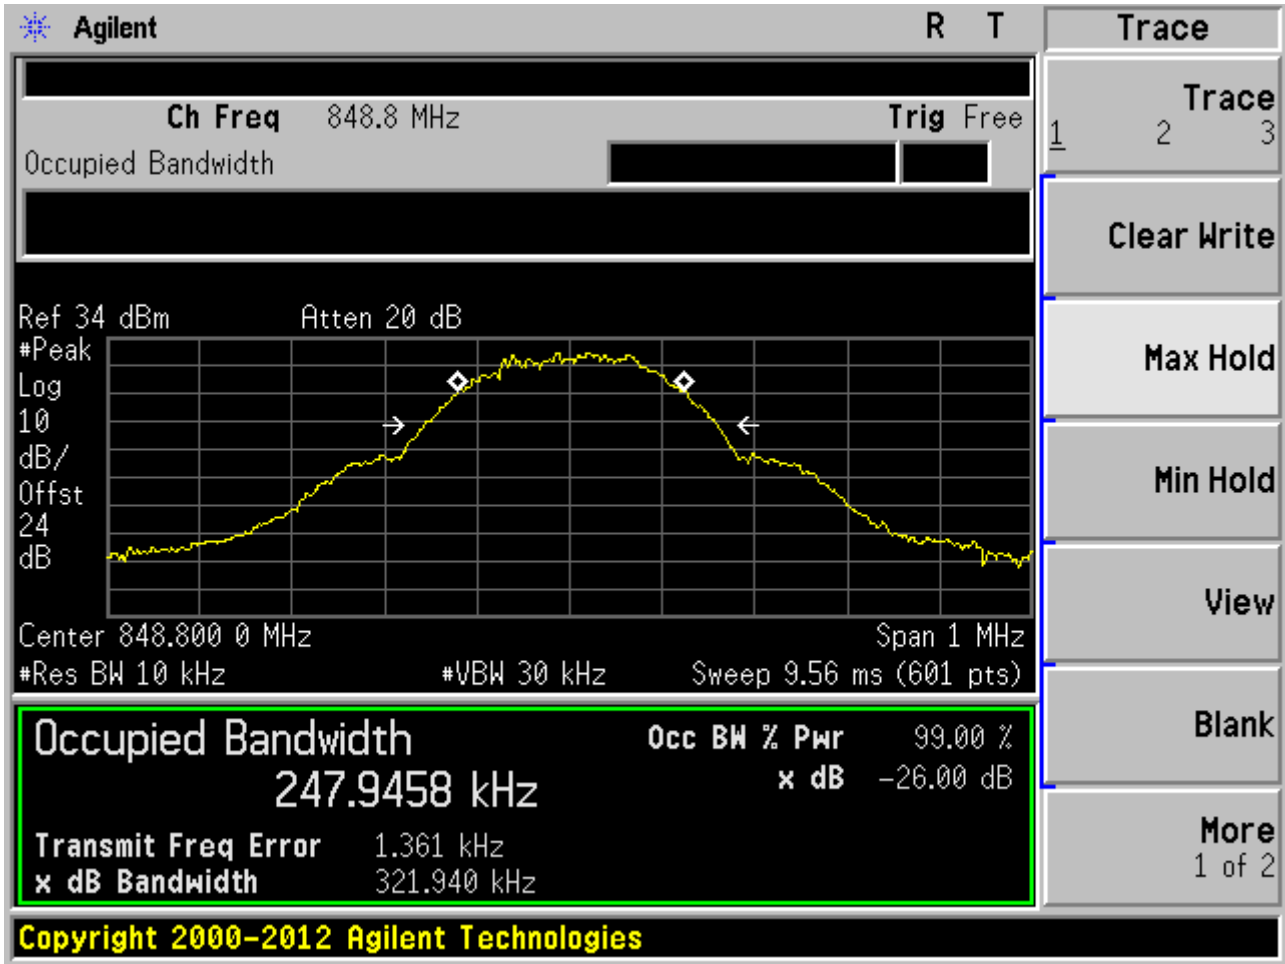 Agilent R T Trace
Ch Freq 848.8 MHz Trig Free
Occupied Bandwidth
Trace
1 2 3
Clear Write
Max Hold
Min Hold
View
Blank
More
1 of 2
Ref 34 dBm Atten 20 dB
#Peak
Log
10
dB/
Offst
24
dB
Center 848.800 0 MHz Span 1 MHz
#Res BW 10 kHz #VBW 30 kHz Sweep 9.56 ms (601 pts)
Occupied Bandwidth Occ BW % Pwr 99.00 %
247.9458 kHz x dB -26.00 dB
Transmit Freq Error 1.361 kHz
x dB Bandwidth 321.940 kHz
Copyright 2000-2012 Agilent Technologies